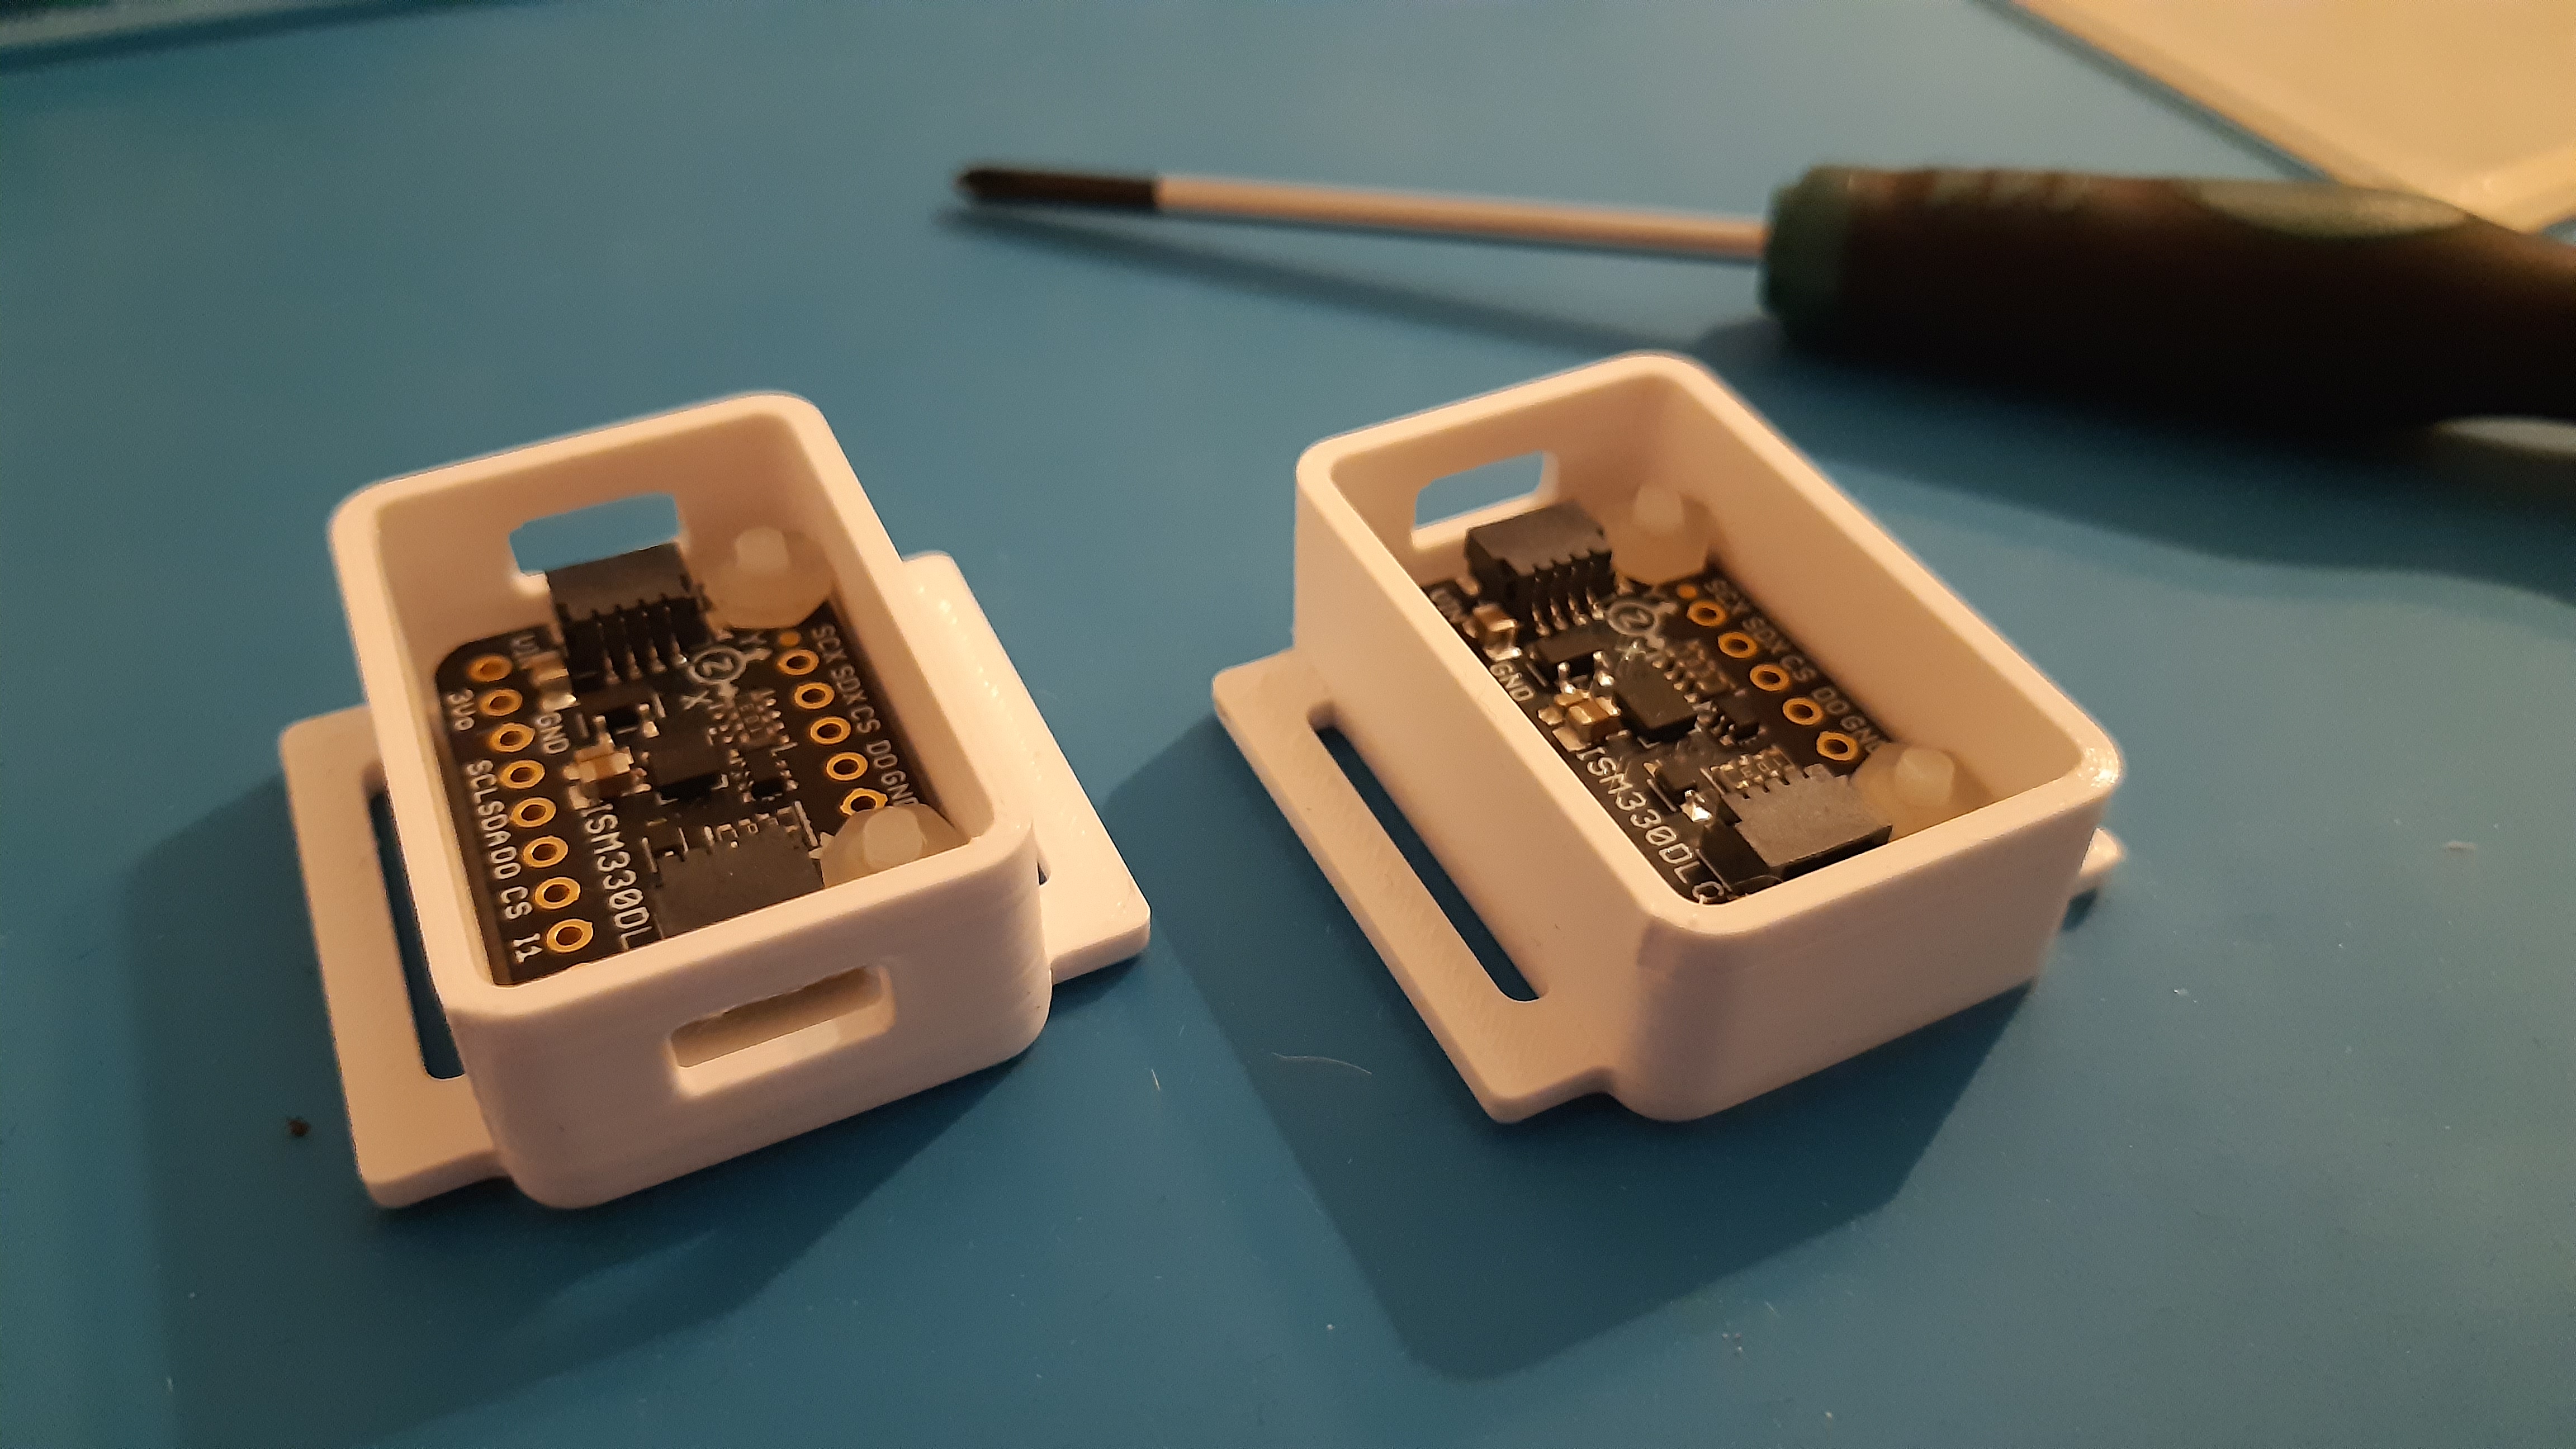 VIN
3Vo
GND
SCL
SDA
DO
CS
I1
ISM330DL
Y
Z
X
SCX
SDX
CS
DO
GND
VIN
GND
ISM330DLC
Y
Z
SCX
SDX
CS
DO
GND